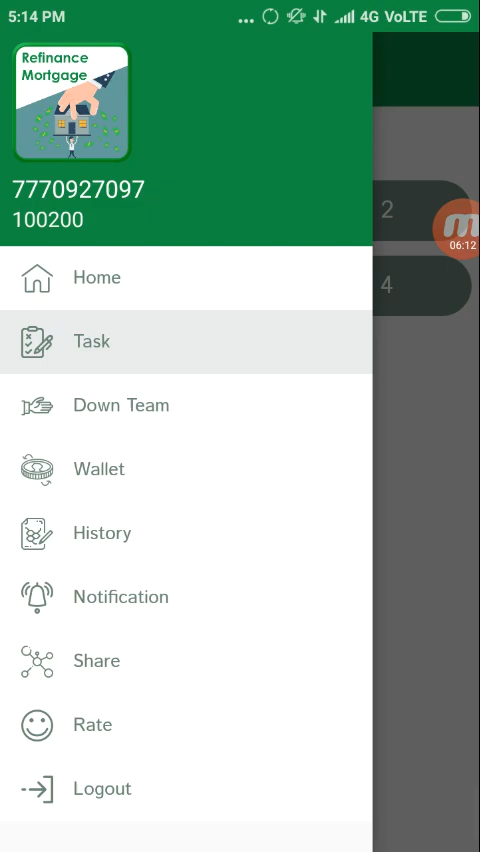 5:14 PM ... 4G VoLTE
Refinance
Mortgage
7770927097
100200
2
06:12
4
Home
Task
Down Team
Wallet
History
Notification
Share
Rate
Logout